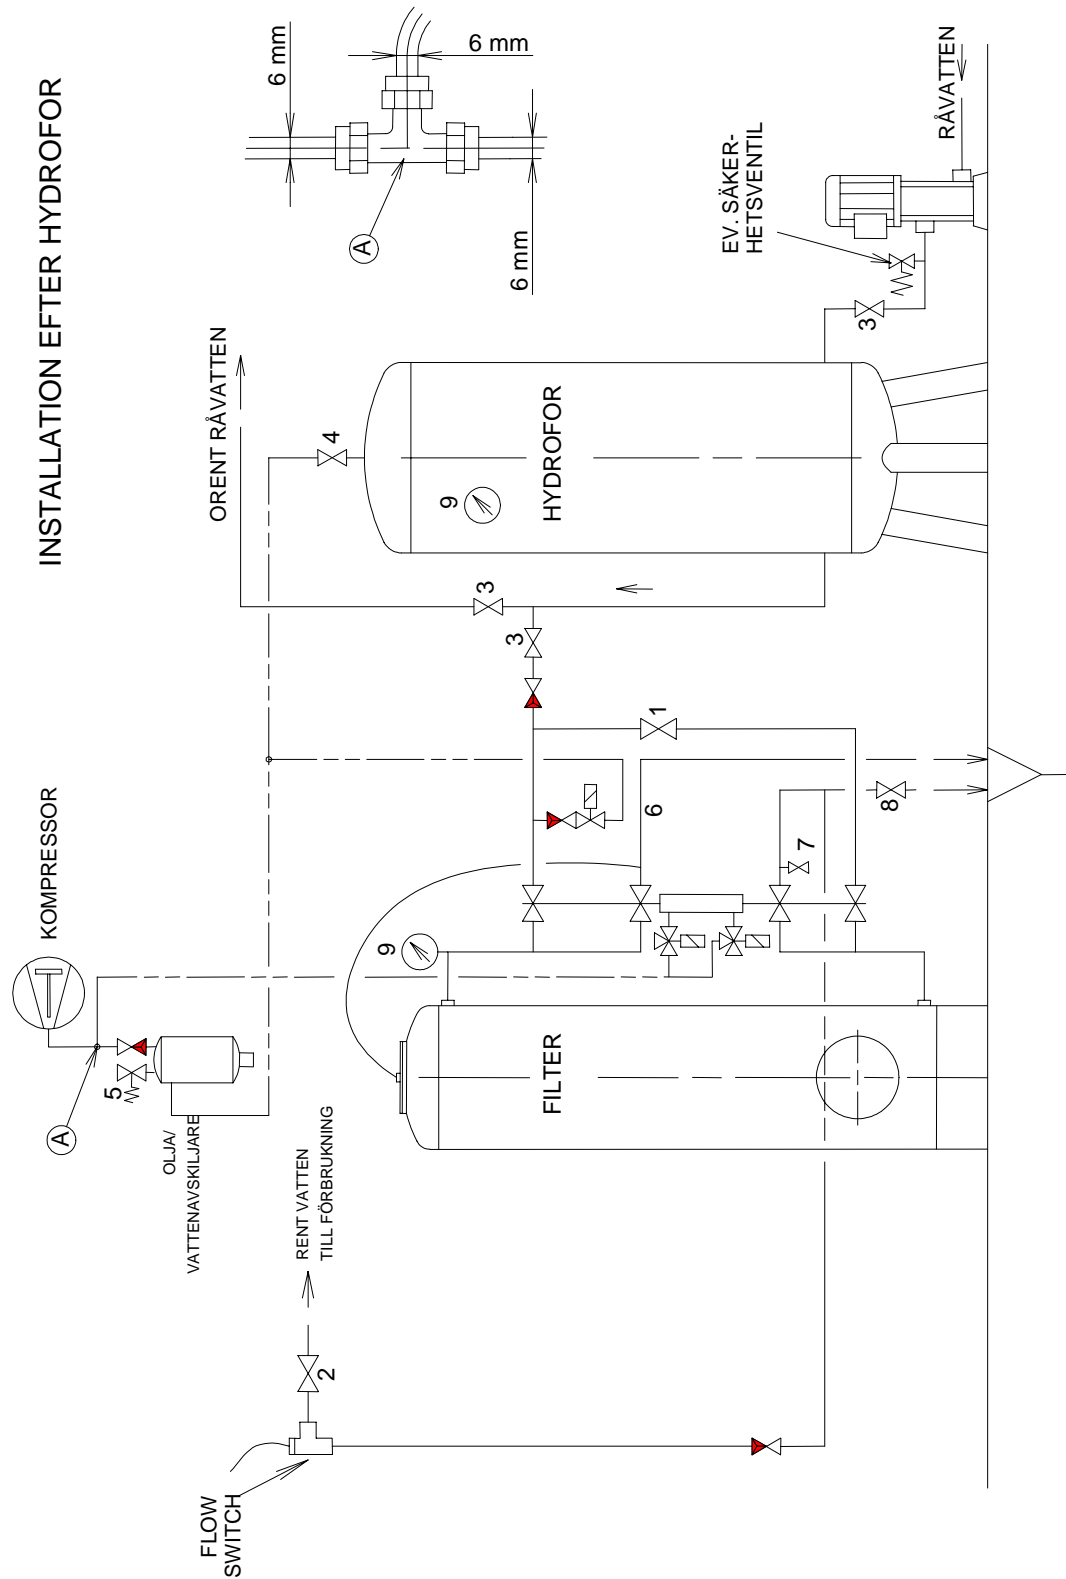 INSTALLATION EFTER HYDROFOR
6 mm
6 mm
6 mm
A
KOMPRESSOR
5
A
OLJA/
VATTENAVSKILJARE
ORENT RÅVATTEN
4
9
HYDROFOR
EV. SÄKER-
HETSVENTIL
RÅVATTEN
3
3
3
1
6
7
8
9
FILTER
RENT VATTEN
TILL FÖRBRUKNING
2
FLOW
SWITCH